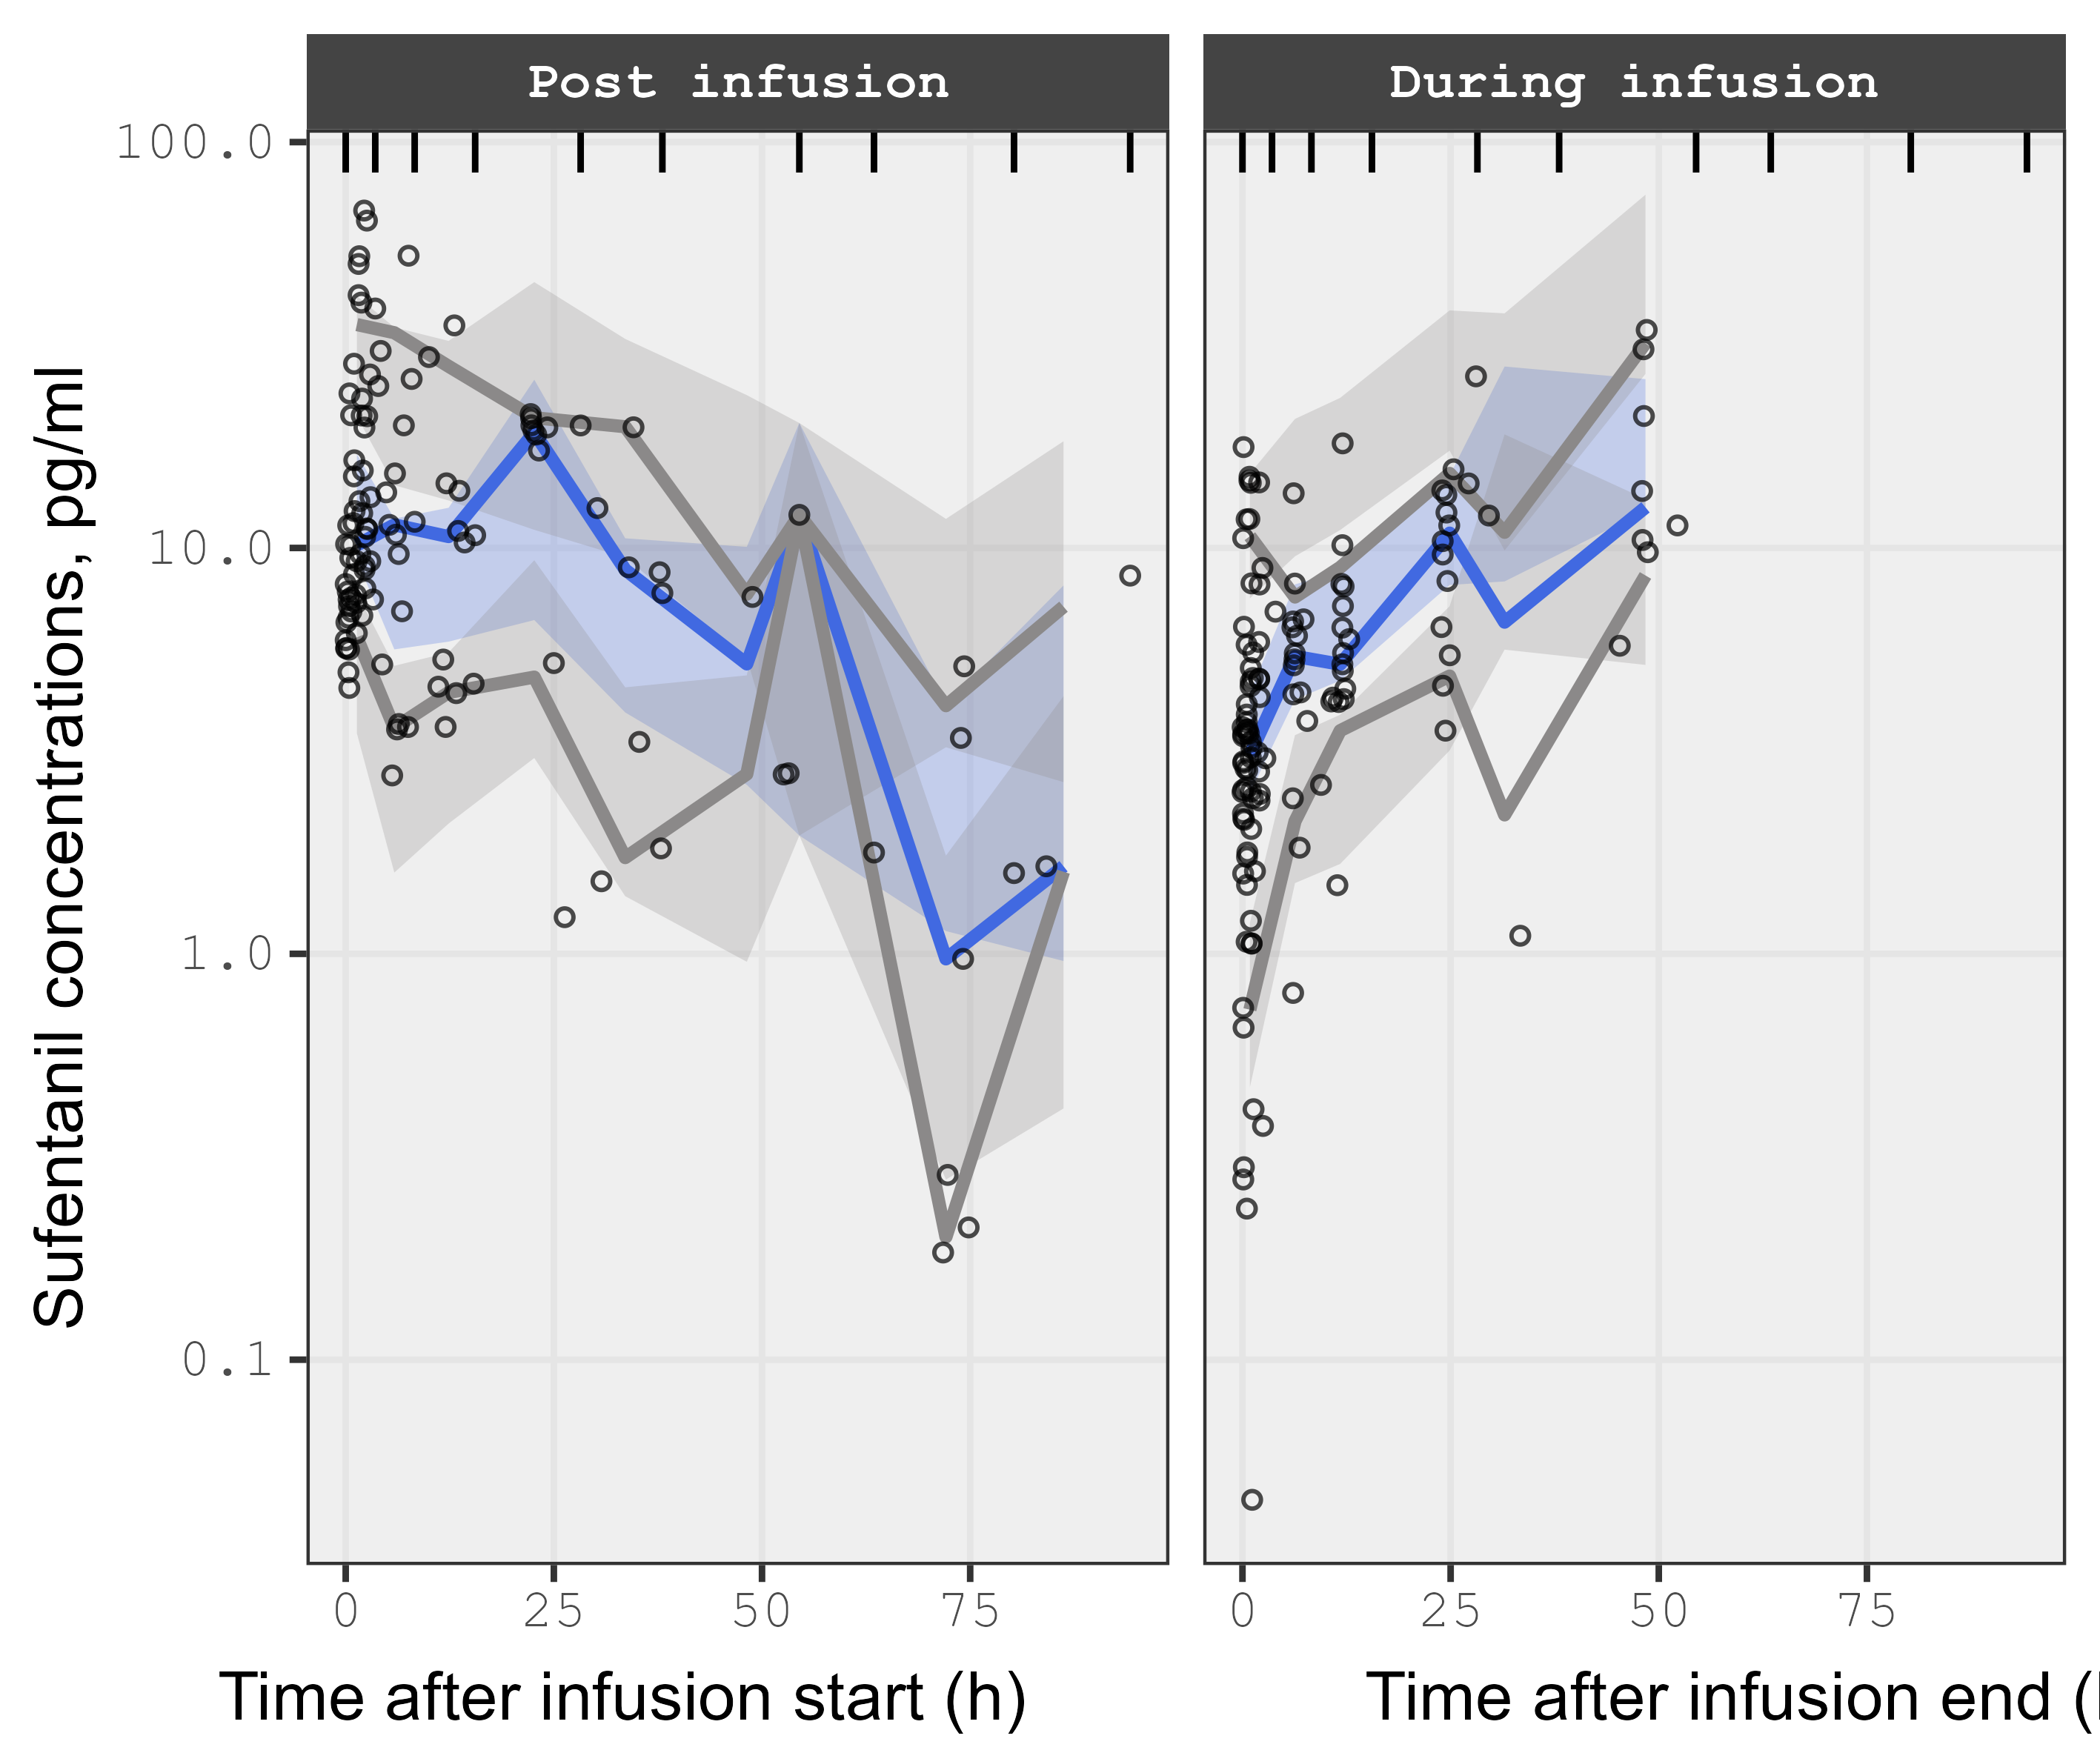 Post infusion
During infusion
Sufentanil concentrations, pg/ml
100.0
10.0
1.0
0.1
0 25 50 75
0 25 50 75
Time after infusion start (h)
Time after infusion end (